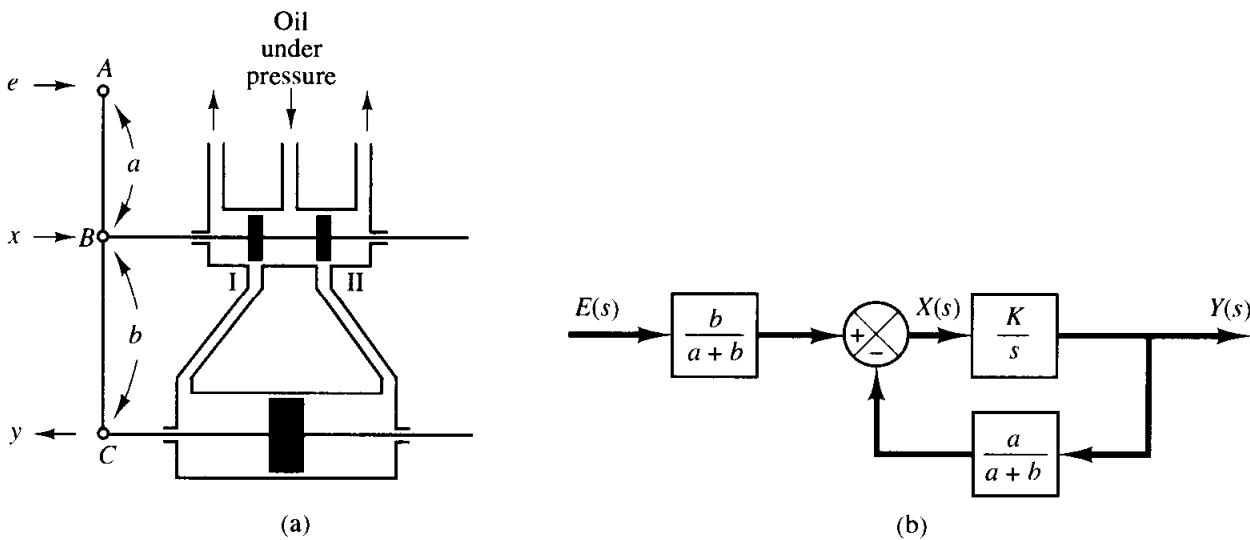 Oil
under
pressure
A
e
a
x
B
I
II
b
y
C
(a)
E(s)
b
a + b
+
−
X(s)
K
s
Y(s)
a
a + b
(b)